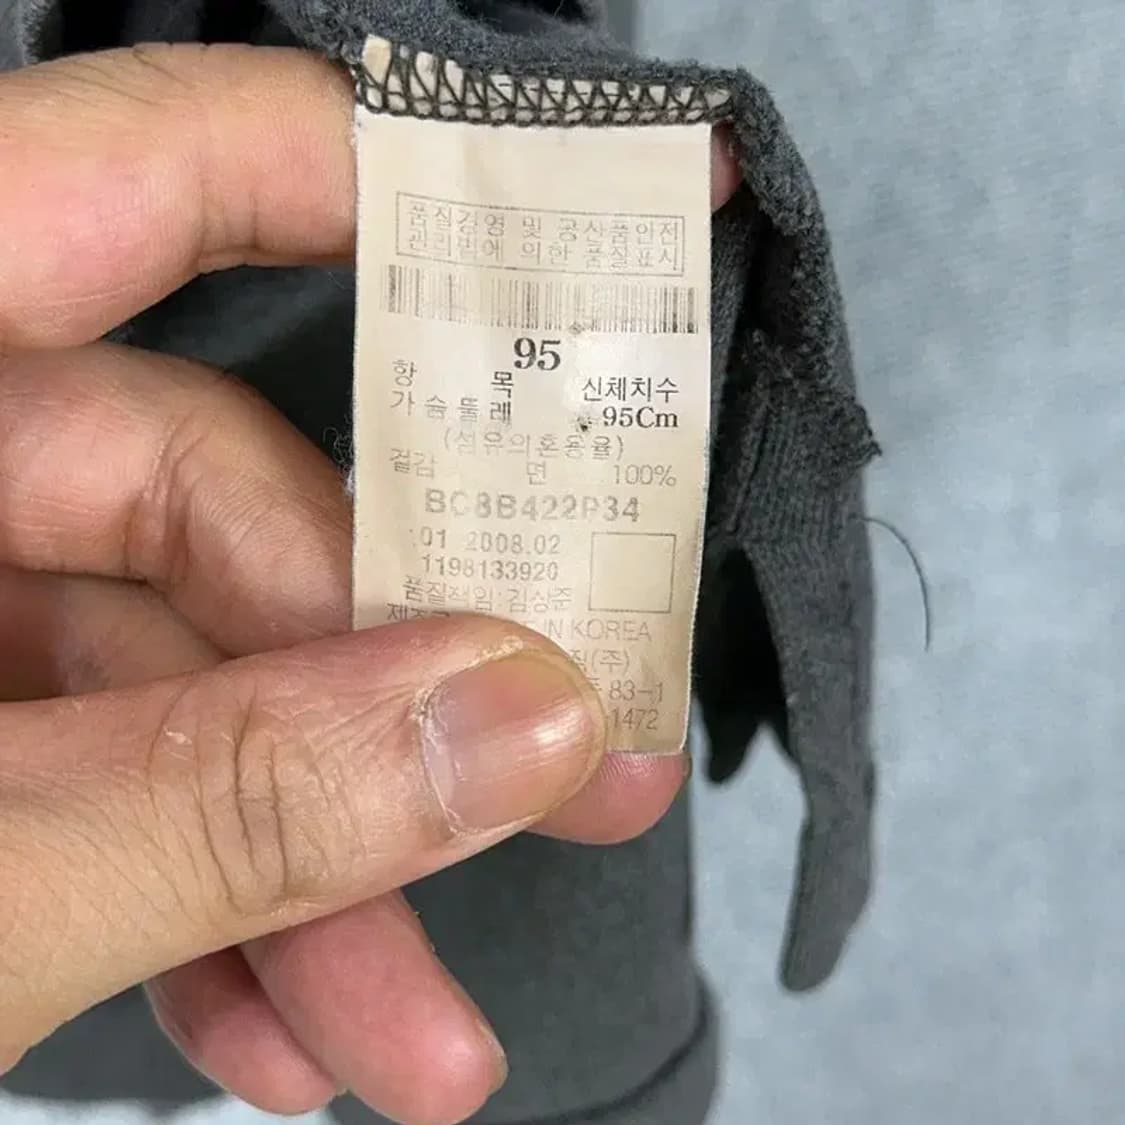 품질경영 및 공산품안전
관리법에 의한 품질표시
95
항 목 신체치수
가슴둘레 95Cm
(섬유의혼용율)
겉감 면 100%
BC8B422P34
:01 2008.02
1198133920
품질책임:김상준
IN KOREA
(주)
83-1
-1472